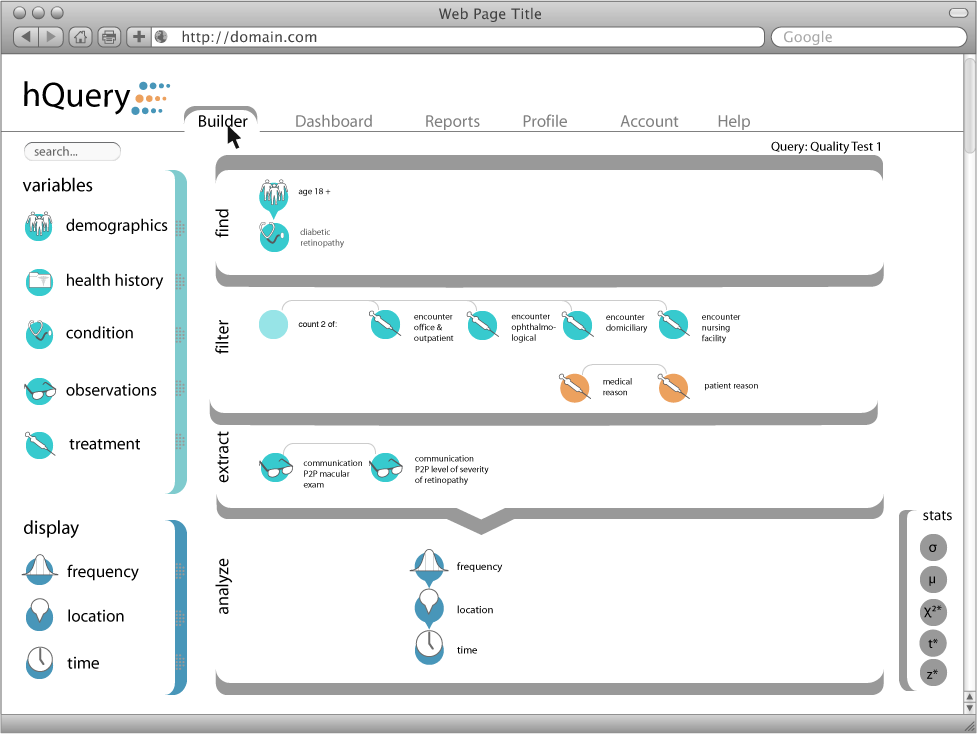 Web Page Title
http://domain.com
Google
hQuery
Builder
Dashboard
Reports
Profile
Account
Help
search...
Query: Quality Test 1
variables
demographics
health history
condition
observations
treatment
display
frequency
location
time
find
age 18 +
diabetic
retinopathy
filter
count 2 of:
encounter
office &
outpatient
encounter
ophthalmo-
logical
encounter
domiciliary
encounter
nursing
facility
medical
reason
patient reason
extract
communication
P2P macular
exam
communication
P2P level of severity
of retinopathy
analyze
frequency
location
time
stats
σ
μ
X²*
t*
z*